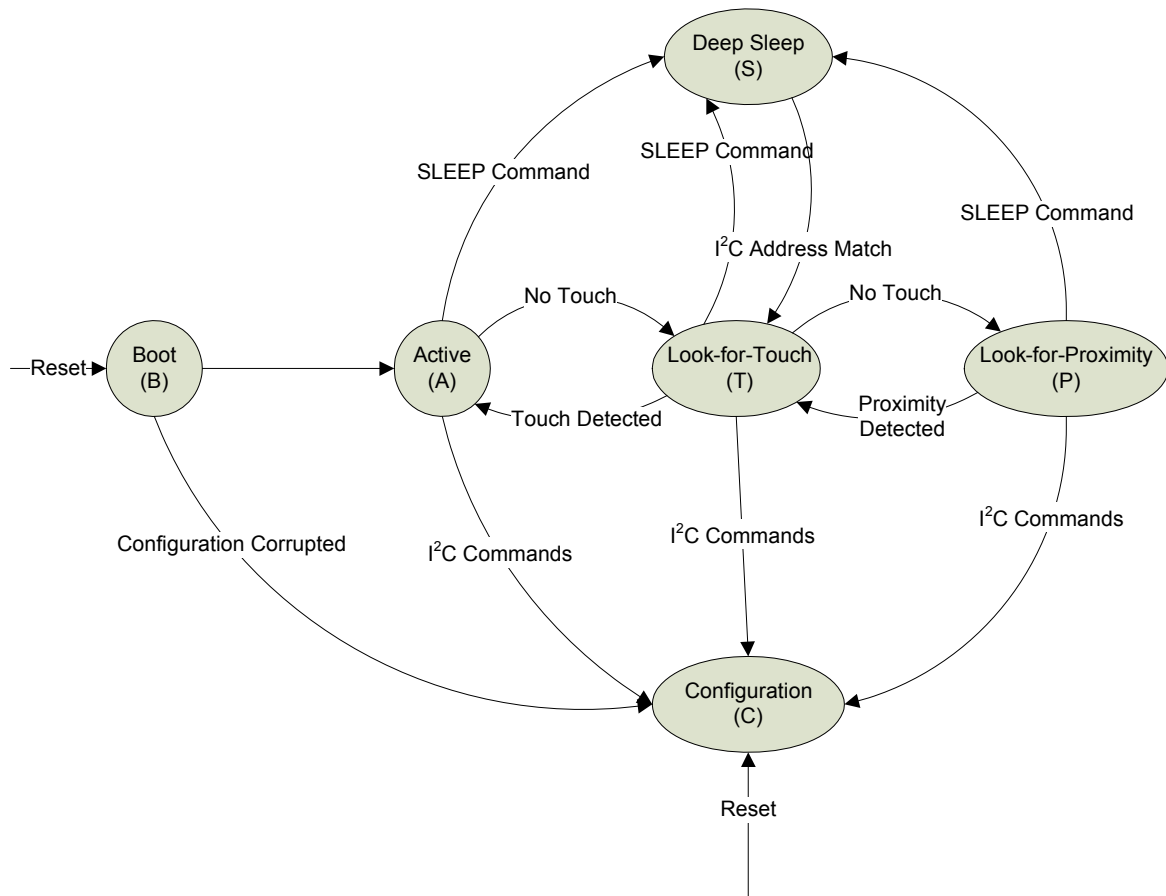 Deep Sleep
(S)
SLEEP Command
SLEEP Command
SLEEP Command
I²C Address Match
No Touch
No Touch
Reset
Boot
(B)
Active
(A)
Look-for-Touch
(T)
Look-for-Proximity
(P)
Touch Detected
Proximity
Detected
Configuration Corrupted
I²C Commands
I²C Commands
I²C Commands
Configuration
(C)
Reset